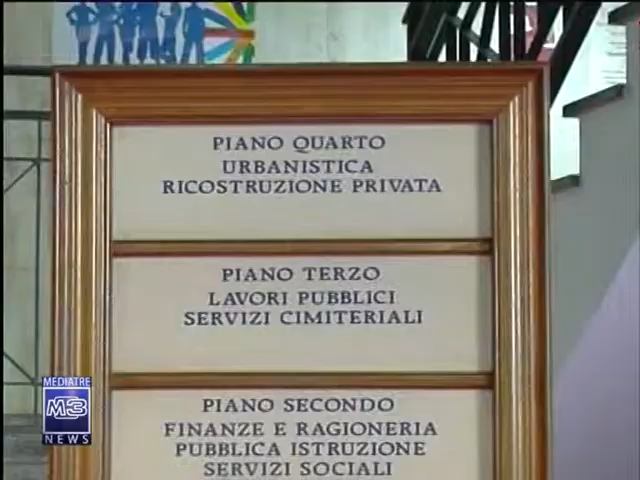 PIANO QUARTO
URBANISTICA
RICOSTRUZIONE PRIVATA
PIANO TERZO
LAVORI PUBBLICI
SERVIZI CIMITERIALI
PIANO SECONDO
FINANZE E RAGIONERIA
PUBBLICA ISTRUZIONE
SERVIZI SOCIALI
MEDIATRE
M3
NEWS